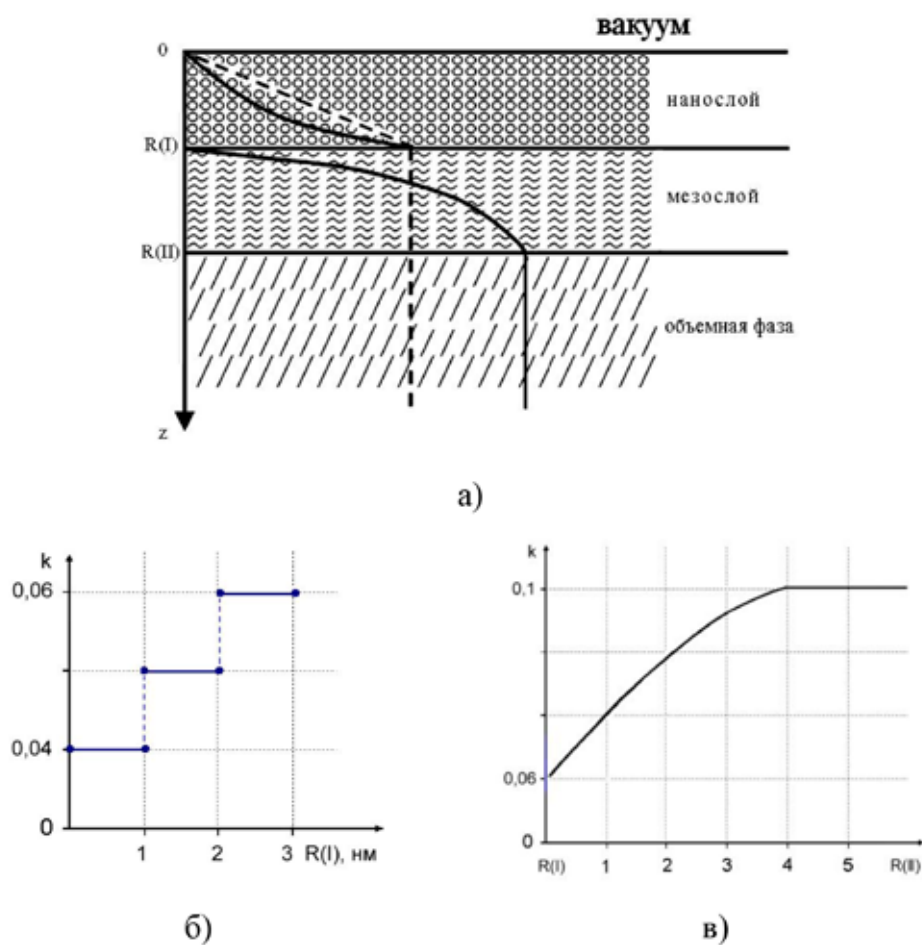 вакуум
0
нанослой
R(I)
мезослой
R(II)
объемная фаза
z
а)
k
0,06
0,04
0
1 2 3 R(I), нм
б)
k
0,1
0,06
0
R(I) 1 2 3 4 5 R(II)
в)